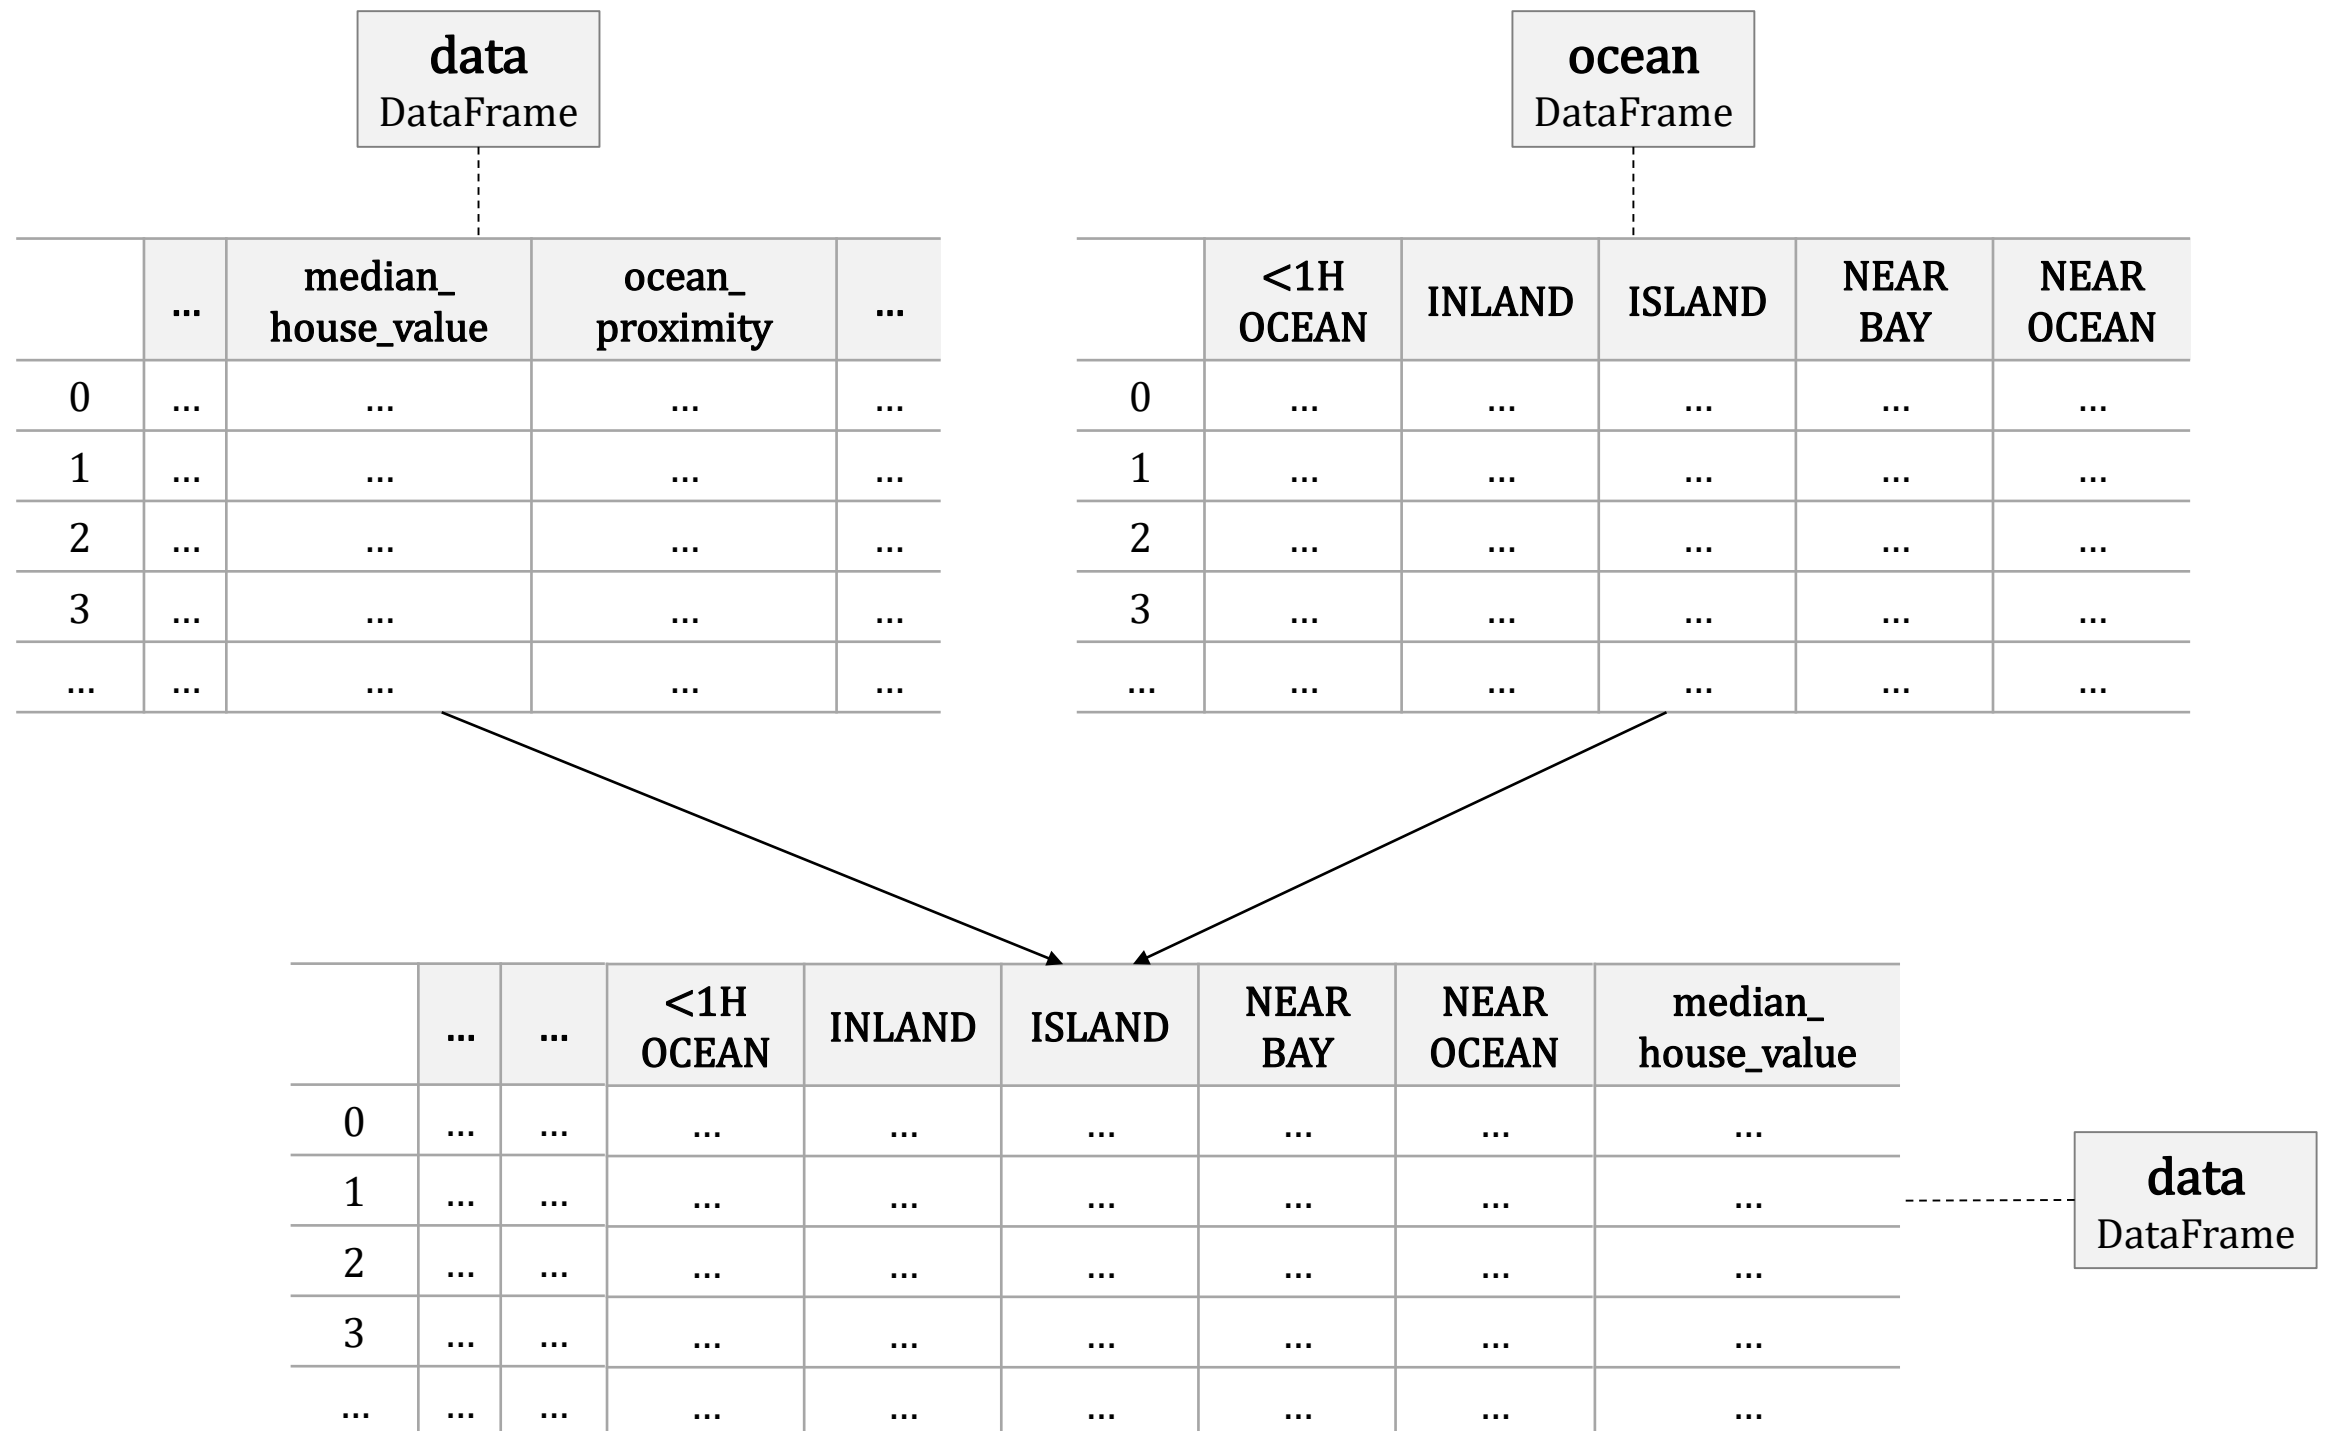 data
DataFrame
ocean
DataFrame
... median_ house_value ocean_ proximity ...
0 ... ... ... ...
1 ... ... ... ...
2 ... ... ... ...
3 ... ... ... ...
... ... ... ... ...
<1H OCEAN INLAND ISLAND NEAR BAY NEAR OCEAN
0 ... ... ... ... ...
1 ... ... ... ... ...
2 ... ... ... ... ...
3 ... ... ... ... ...
... ... ... ... ... ...
... ... <1H OCEAN INLAND ISLAND NEAR BAY NEAR OCEAN median_ house_value
0 ... ... ... ... ... ... ... ...
1 ... ... ... ... ... ... ... ...
2 ... ... ... ... ... ... ... ...
3 ... ... ... ... ... ... ... ...
... ... ... ... ... ... ... ... ...
data
DataFrame